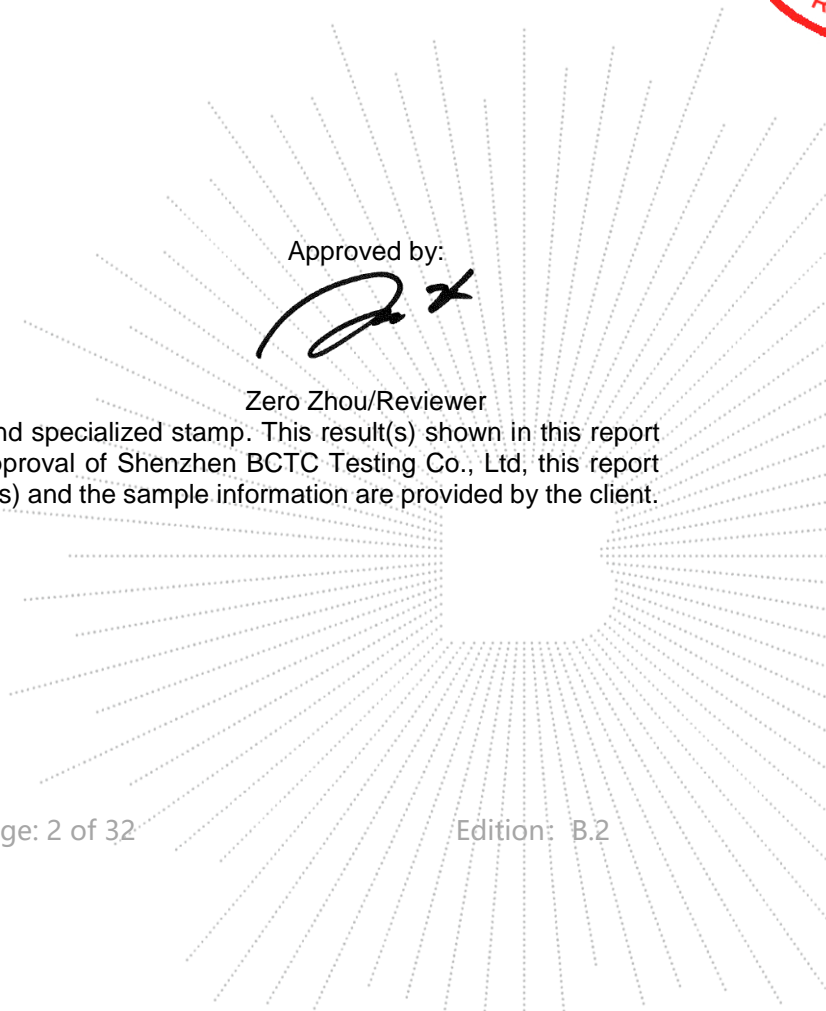 Approved by:
Zero Zhou/Reviewer
nd specialized stamp. This result(s) shown in this report
proval of Shenzhen BCTC Testing Co., Ltd, this report
s) and the sample information are provided by the client.
ge: 2 of 32 Edition: B.2